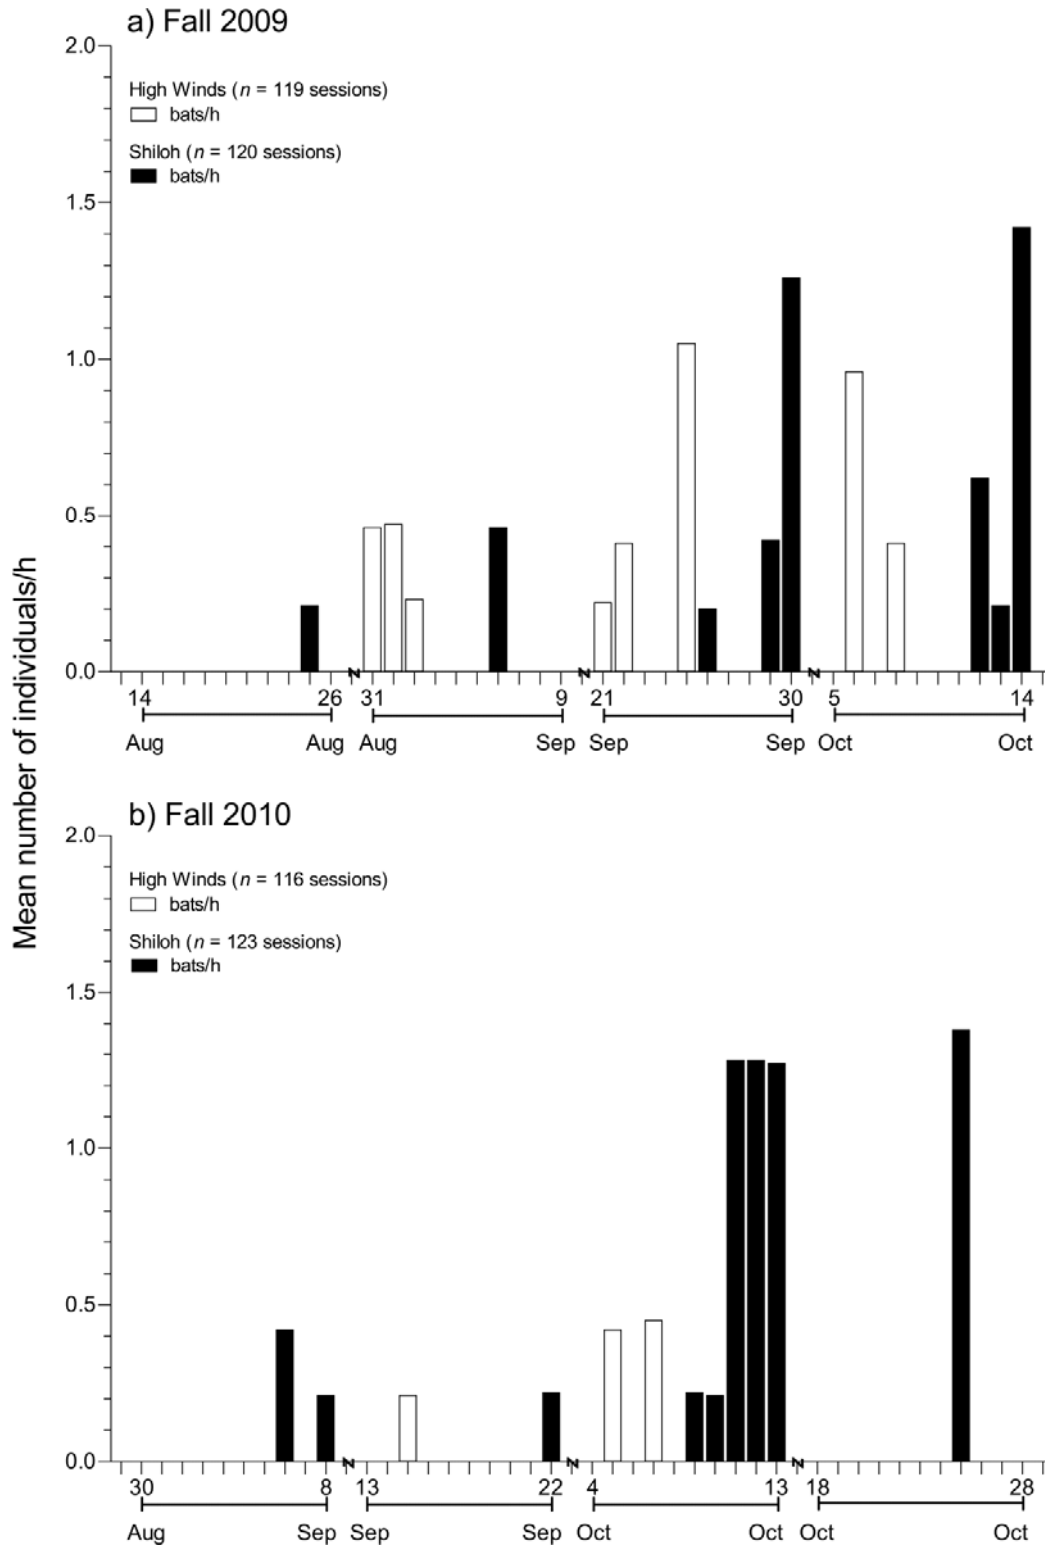 a) Fall 2009
2.0
High Winds (n = 119 sessions)
bats/h
Shiloh (n = 120 sessions)
bats/h
1.5
1.0
0.5
0.0
14 26 31 9 21 30 5 14
Aug Aug Aug Sep Sep Sep Oct Oct
Mean number of individuals/h
b) Fall 2010
2.0
High Winds (n = 116 sessions)
bats/h
Shiloh (n = 123 sessions)
bats/h
1.5
1.0
0.5
0.0
30 8 13 22 4 13 18 28
Aug Sep Sep Sep Oct Oct Oct Oct